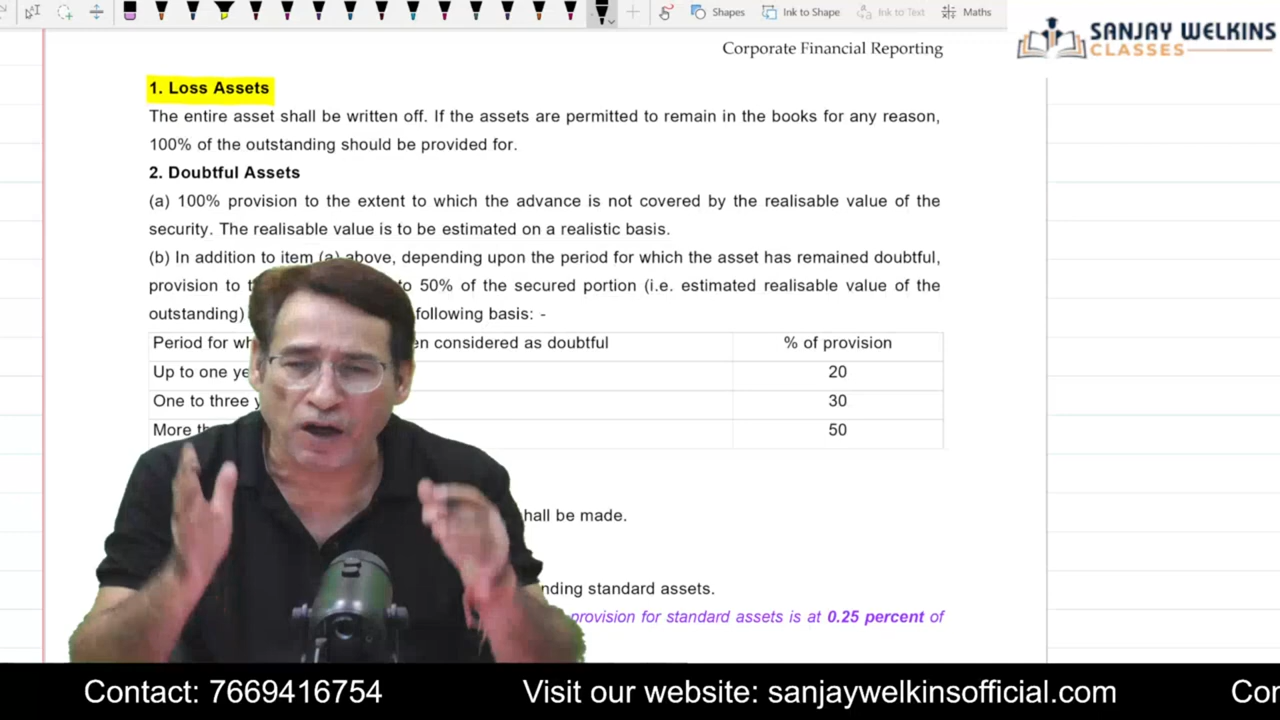 Shapes Ink to Shape Ink to Text Maths
SANJAY WELKINS
CLASSES
Corporate Financial Reporting
1. Loss Assets
The entire asset shall be written off. If the assets are permitted to remain in the books for any reason,
100% of the outstanding should be provided for.
2. Doubtful Assets
(a) 100% provision to the extent to which the advance is not covered by the realisable value of the
security. The realisable value is to be estimated on a realistic basis.
(b) In addition to item (a) above, depending upon the period for which the asset has remained doubtful,
provision to 50% of the secured portion (i.e. estimated realisable value of the
outstanding) following basis: -
Period for considered as doubtful % of provision
Up to one 20
One to three 30
More 50
hall be made.
nding standard assets.
provision for standard assets is at 0.25 percent of
Contact: 7669416754 Visit our website: sanjaywelkinsofficial.com Con